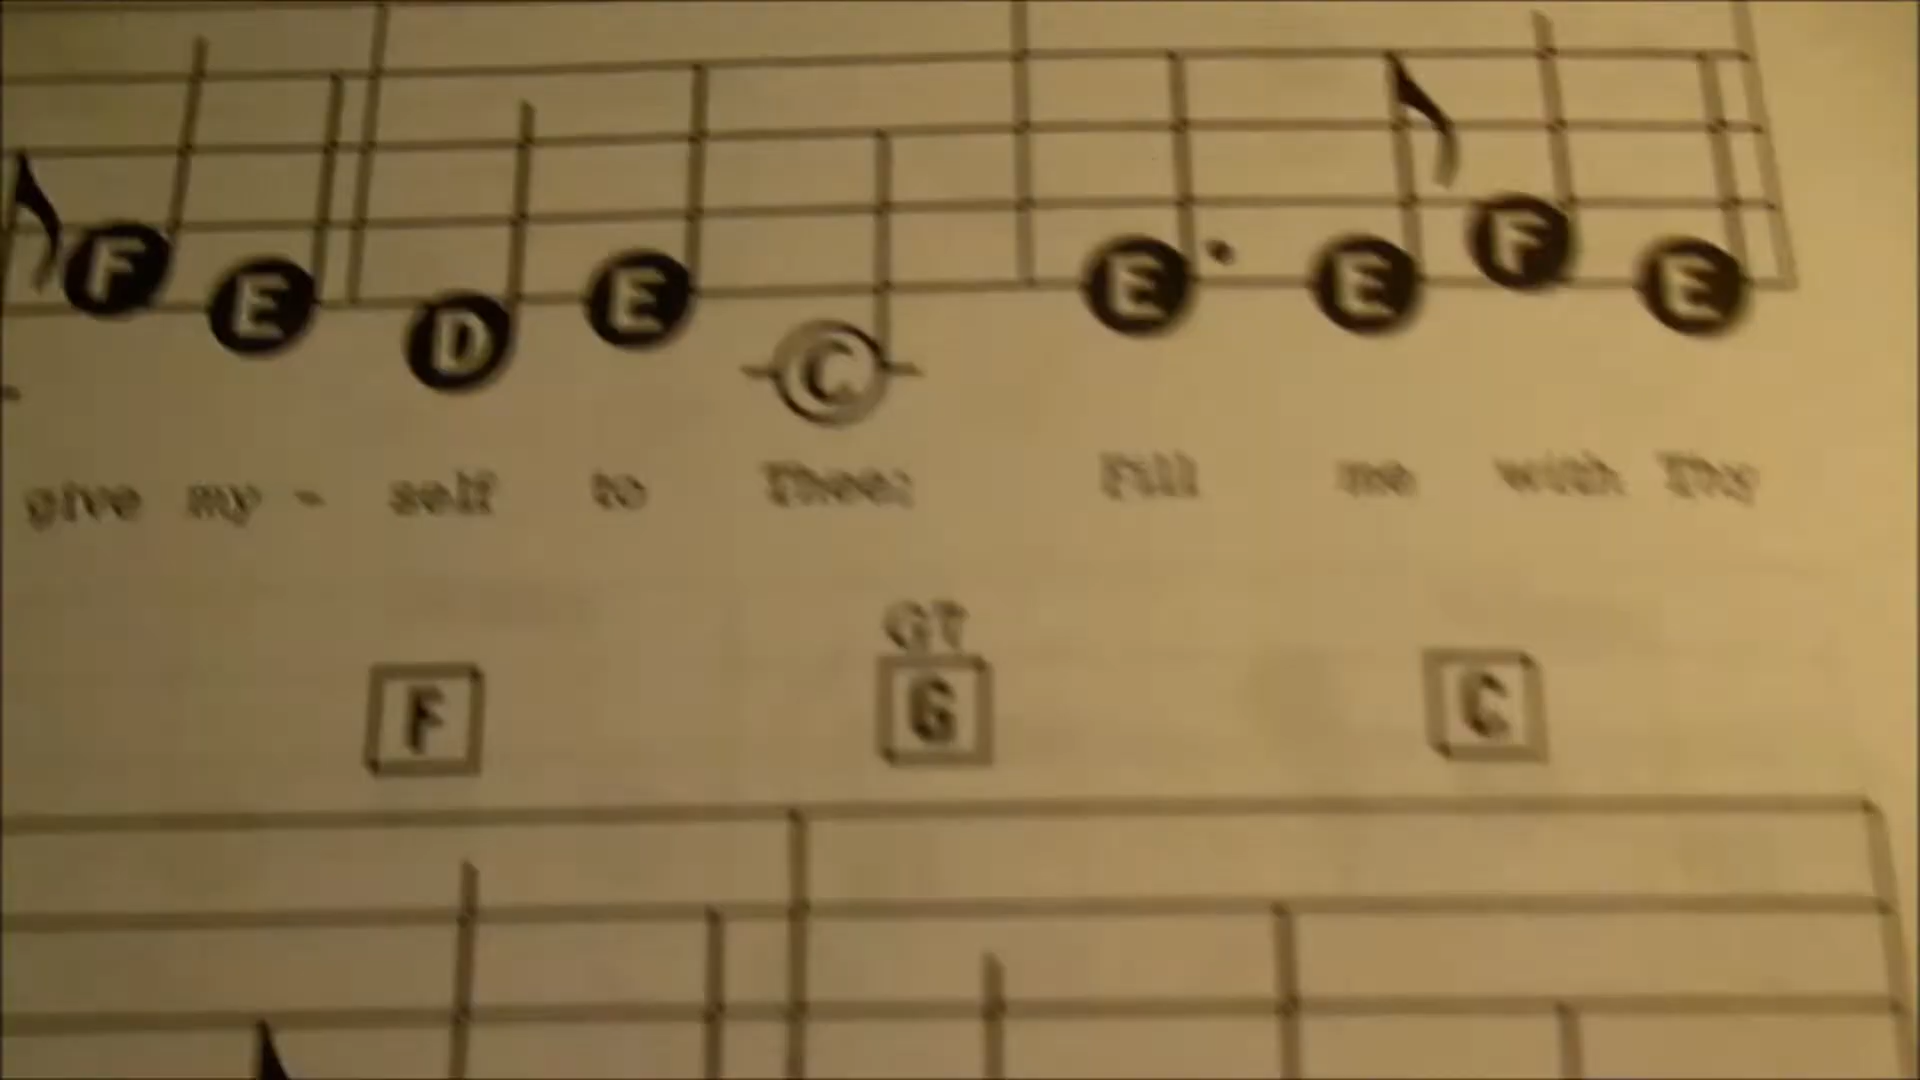 F E D E C E E F E
give my - self to Thee; Fill me with Thy
G7
F G C